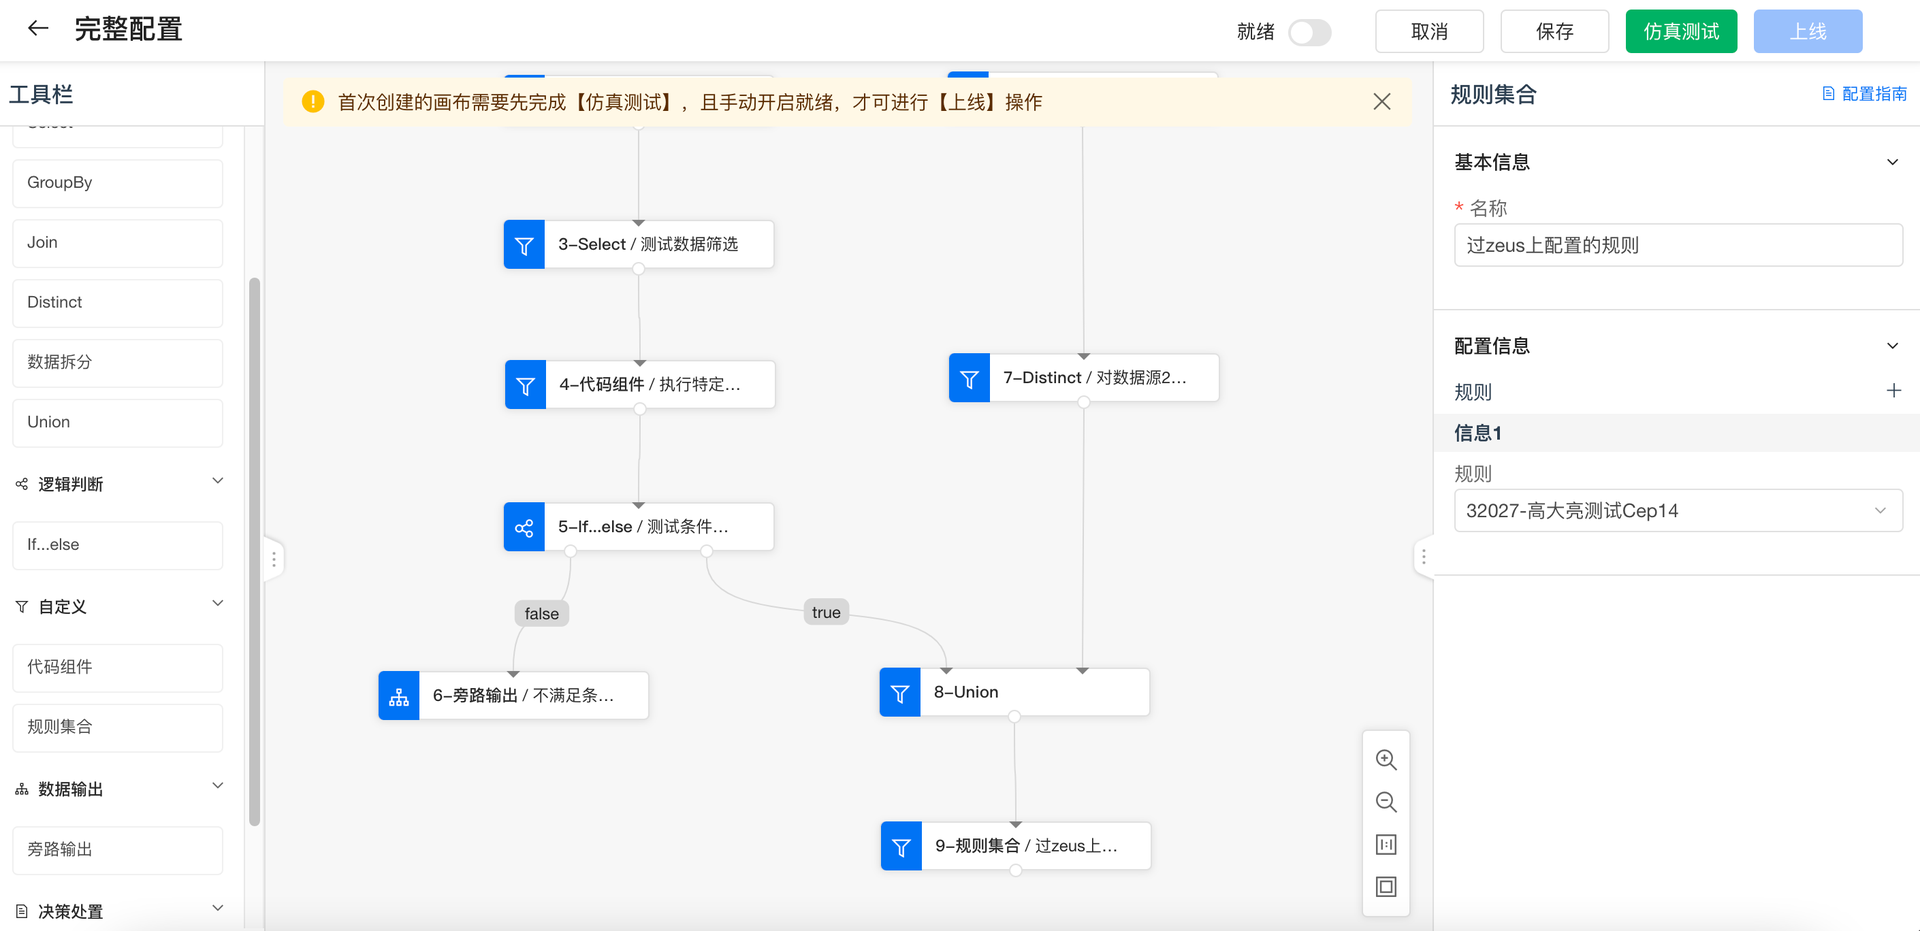 完整配置
就绪
取消
保存
仿真测试
上线
工具栏
GroupBy
Join
Distinct
数据拆分
Union
逻辑判断
If...else
自定义
代码组件
规则集合
数据输出
旁路输出
决策处置
首次创建的画布需要先完成【仿真测试】，且手动开启就绪，才可进行【上线】操作
3-Select / 测试数据筛选
4-代码组件 / 执行特定...
7-Distinct / 对数据源2...
5-If...else / 测试条件...
false
true
6-旁路输出 / 不满足条...
8-Union
9-规则集合 / 过zeus上...
规则集合
配置指南
基本信息
* 名称
过zeus上配置的规则
配置信息
规则
信息1
规则
32027-高大亮测试Cep14